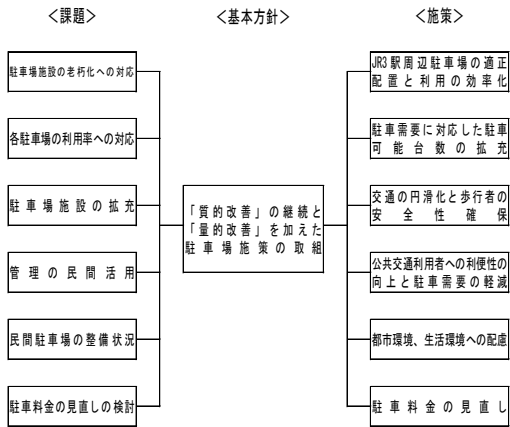 ＜課題＞
＜基本方針＞
＜施策＞
駐車場施設の老朽化への対応
各駐車場の利用率への対応
駐車場施設の拡充
管理の民間活用
民間駐車場の整備状況
駐車料金の見直しの検討
「質的改善」の継続と
「量的改善」を加えた
駐車場施策の取組
JR3駅周辺駐車場の適正
配置と利用の効率化
駐車需要に対応した駐車
可能台数の拡充
交通の円滑化と歩行者の
安全性確保
公共交通利用者への利便性の
向上と駐車需要の軽減
都市環境、生活環境への配慮
駐車料金の見直し